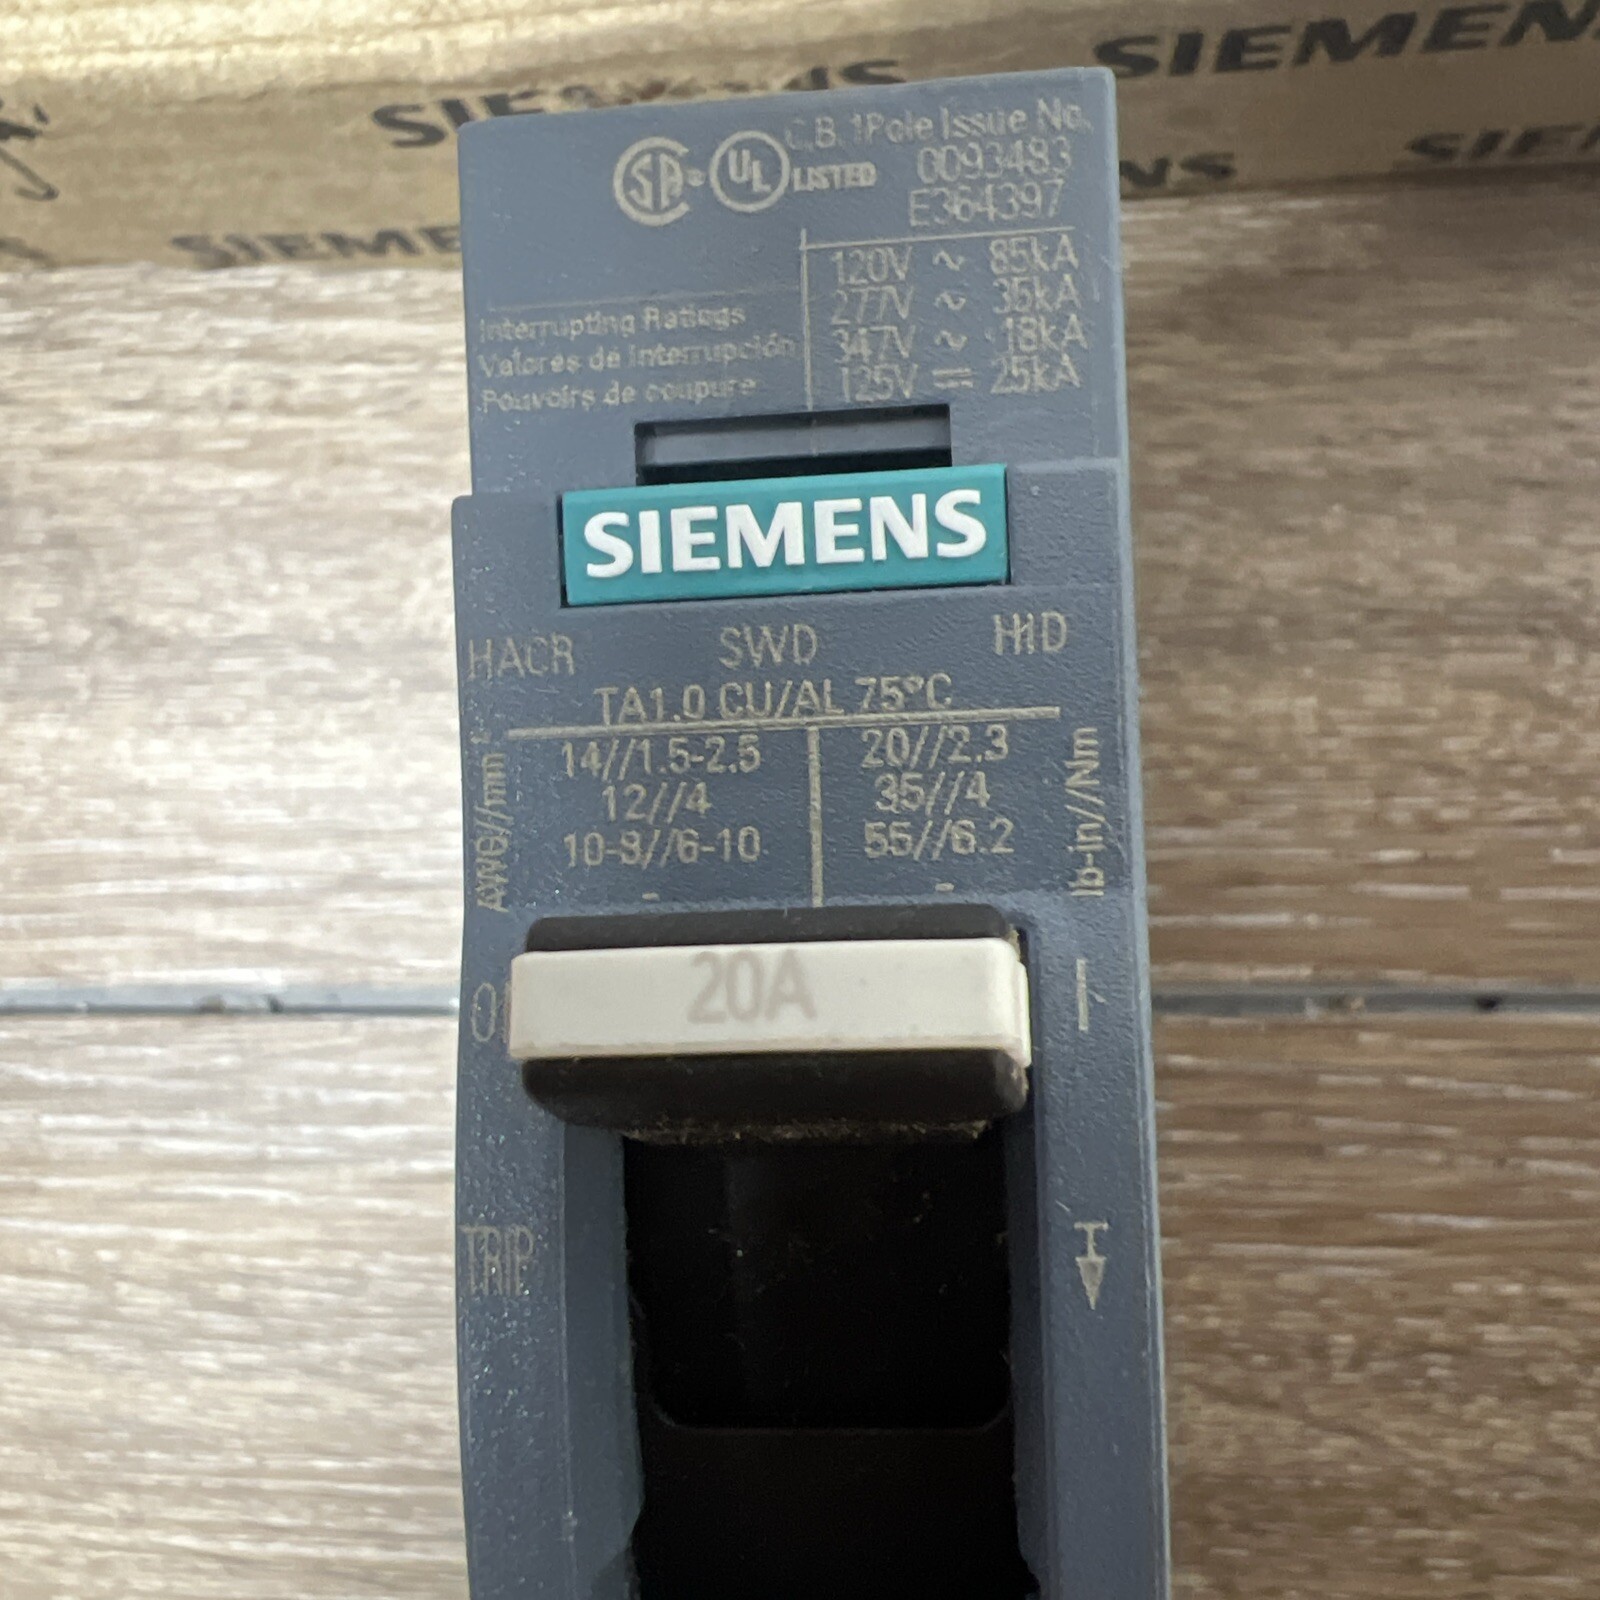 SIEMENS
SIEMENS
C.B. 1Pole Issue No.
LISTED 0093483
E364397
120V ~ 85kA
277V ~ 35kA
347V ~ 18kA
125V ⎓ 25kA
Interrupting Ratings
Valores de Interrupción
Pouvoirs de coupure
SIEMENS
HACR SWD HID
TA1.0 CU/AL 75°C
AWG//mm² 14//1.5-2.5 20//2.3 lb-in//Nm
12//4 35//4
10-8//6-10 55//6.2
20A
TRIP